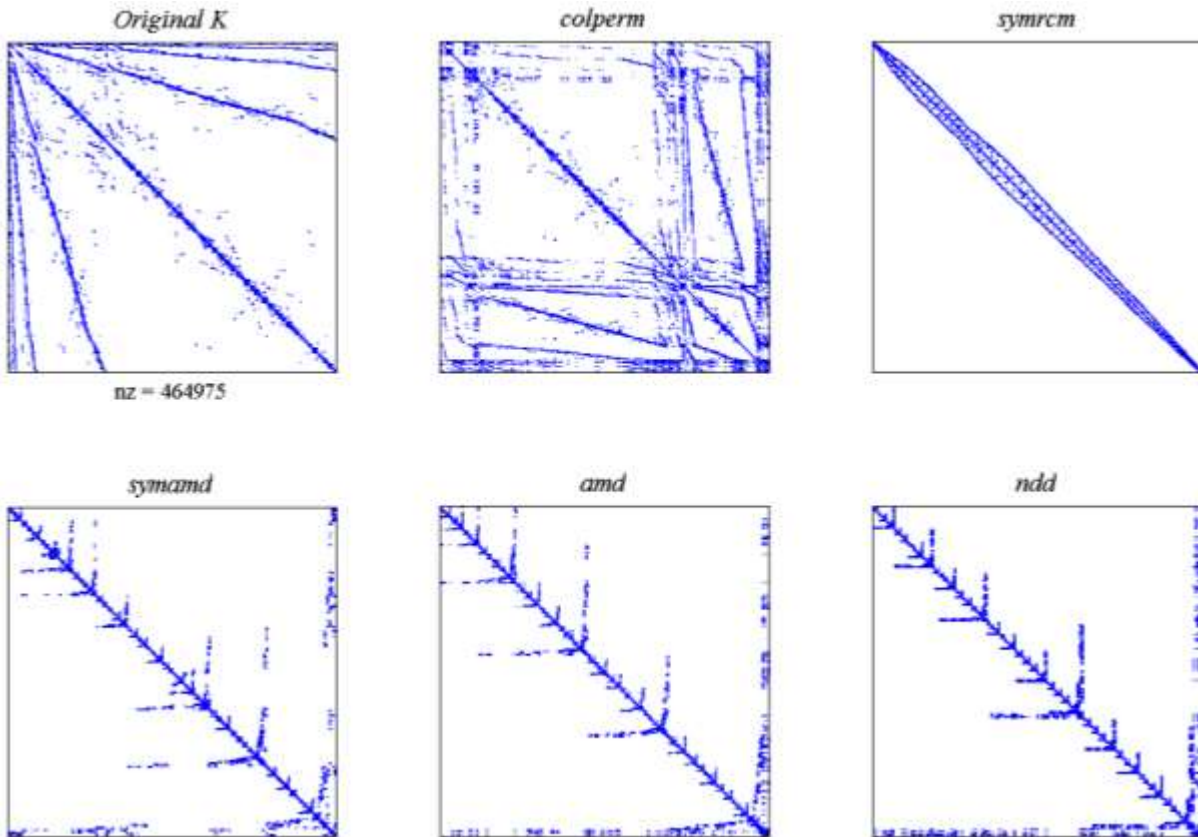 Original K
colperm
symrcm
nz = 464975
symamd
amd
ndd